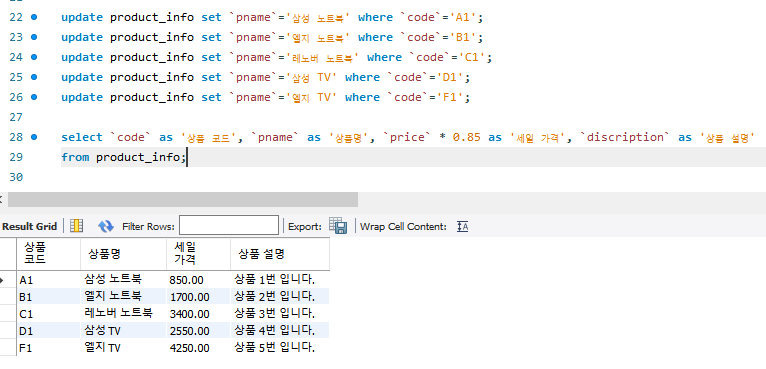 22 update product_info set `pname`='삼성 노트북' where `code`='A1';
23 update product_info set `pname`='엘지 노트북' where `code`='B1';
24 update product_info set `pname`='레노버 노트북' where `code`='C1';
25 update product_info set `pname`='삼성 TV' where `code`='D1';
26 update product_info set `pname`='엘지 TV' where `code`='F1';
27
28 select `code` as '상품 코드', `pname` as '상품명', `price` * 0.85 as '세일 가격', `discription` as '상품 설명'
29 from product_info;
30
Result Grid Filter Rows: Export: Wrap Cell Content: IA
상품 코드 상품명 세일 가격 상품 설명
A1 삼성 노트북 850.00 상품 1번 입니다.
B1 엘지 노트북 1700.00 상품 2번 입니다.
C1 레노버 노트북 3400.00 상품 3번 입니다.
D1 삼성 TV 2550.00 상품 4번 입니다.
F1 엘지 TV 4250.00 상품 5번 입니다.